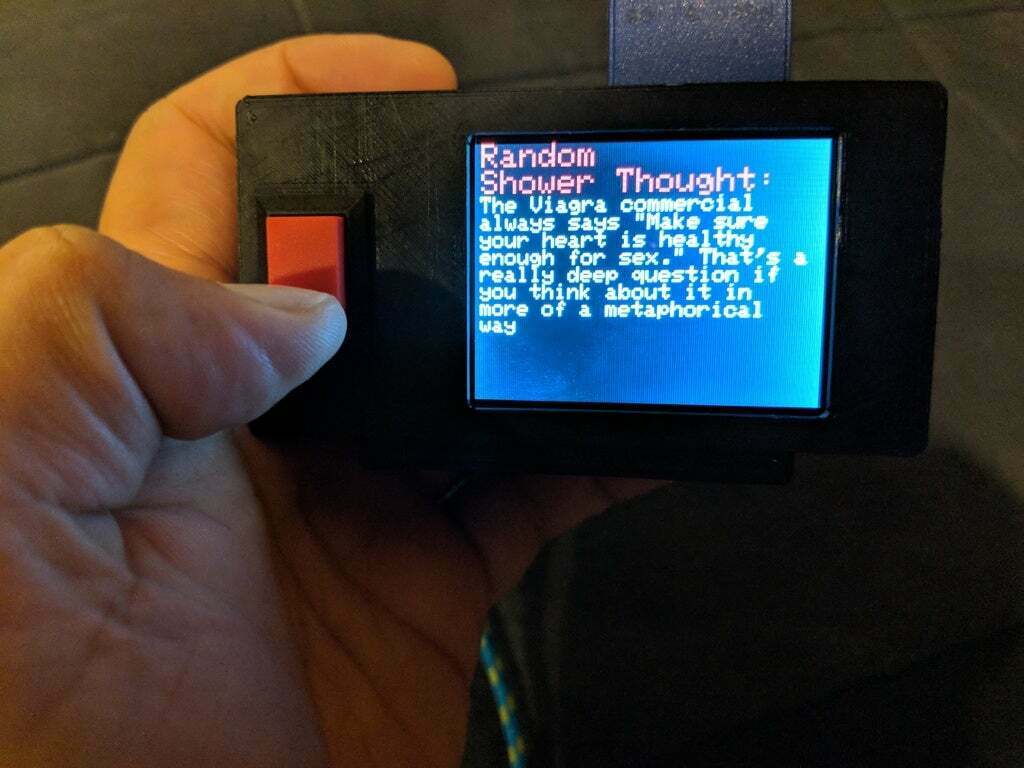 Random
Shower Thought:
The Viagra commercial
always says "Make sure
your heart is healthy
enough for sex." That's a
really deep question if
you think about it in
more of a metaphorical
way